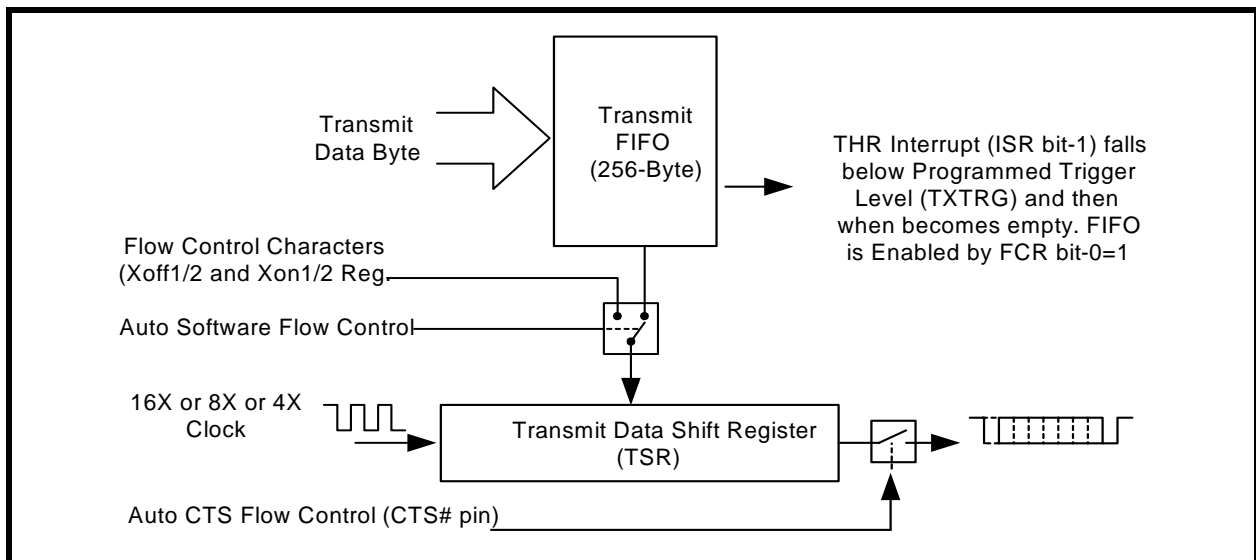 Transmit
Data Byte
Transmit
FIFO
(256-Byte)
THR Interrupt (ISR bit-1) falls
below Programmed Trigger
Level (TXTRG) and then
when becomes empty. FIFO
is Enabled by FCR bit-0=1
Flow Control Characters
(Xoff1/2 and Xon1/2 Reg.
Auto Software Flow Control
16X or 8X or 4X
Clock
Transmit Data Shift Register
(TSR)
Auto CTS Flow Control (CTS# pin)